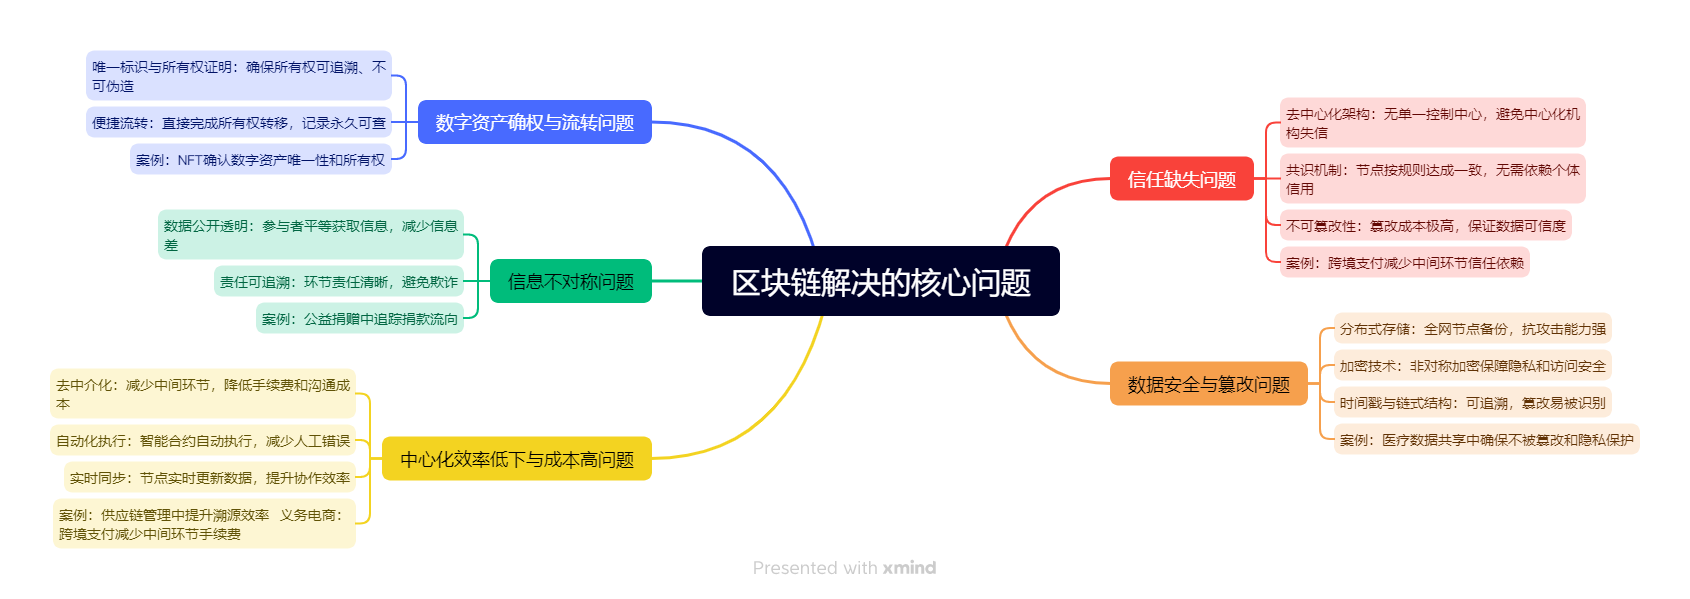 区块链解决的核心问题
信任缺失问题
去中心化架构：无单一控制中心，避免中心化机
构失信
共识机制：节点按规则达成一致，无需依赖个体
信用
不可篡改性：篡改成本极高，保证数据可信度
案例：跨境支付减少中间环节信任依赖
数据安全与篡改问题
分布式存储：全网节点备份，抗攻击能力强
加密技术：非对称加密保障隐私和访问安全
时间戳与链式结构：可追溯，篡改易被识别
案例：医疗数据共享中确保不被篡改和隐私保护
数字资产确权与流转问题
唯一标识与所有权证明：确保所有权可追溯、不
可伪造
便捷流转：直接完成所有权转移，记录永久可查
案例：NFT确认数字资产唯一性和所有权
信息不对称问题
数据公开透明：参与者平等获取信息，减少信息
差
责任可追溯：环节责任清晰，避免欺诈
案例：公益捐赠中追踪捐款流向
中心化效率低下与成本高问题
去中介化：减少中间环节，降低手续费和沟通成
本
自动化执行：智能合约自动执行，减少人工错误
实时同步：节点实时更新数据，提升协作效率
案例：供应链管理中提升溯源效率 义务电商：
跨境支付减少中间环节手续费
Presented with xmind